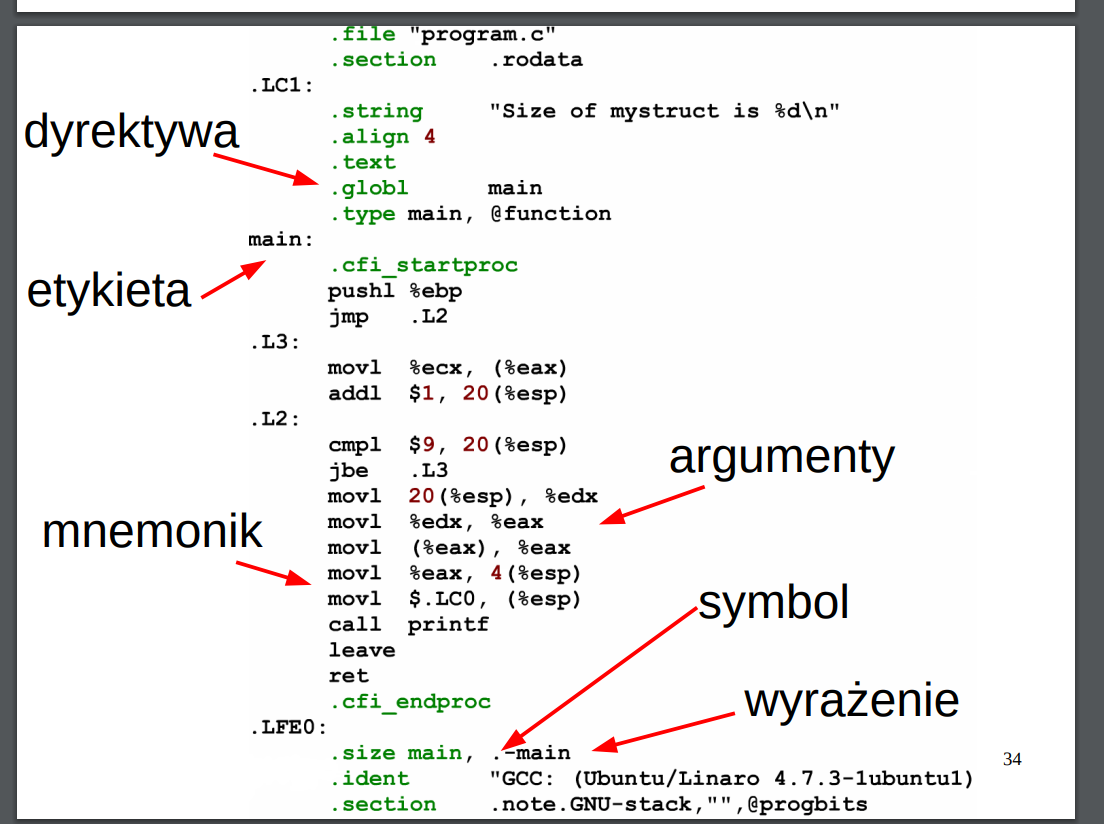 .file "program.c"
.section .rodata
.LC1:
.string "Size of mystruct is %d\n"
dyrektywa
.align 4
.text
.globl main
.type main, @function
main:
.cfi_startproc
etykieta
pushl %ebp
jmp .L2
.L3:
movl %ecx, (%eax)
addl $1, 20(%esp)
.L2:
cmpl $9, 20(%esp)
argumenty
jbe .L3
movl 20(%esp), %edx
movl %edx, %eax
mnemonik
movl (%eax), %eax
movl %eax, 4(%esp)
movl $.LC0, (%esp)
symbol
call printf
leave
ret
.cfi_endproc
wyrażenie
.LFE0:
.size main, .-main
34
.ident "GCC: (Ubuntu/Linaro 4.7.3-1ubuntu1)
.section .note.GNU-stack,"",@progbits